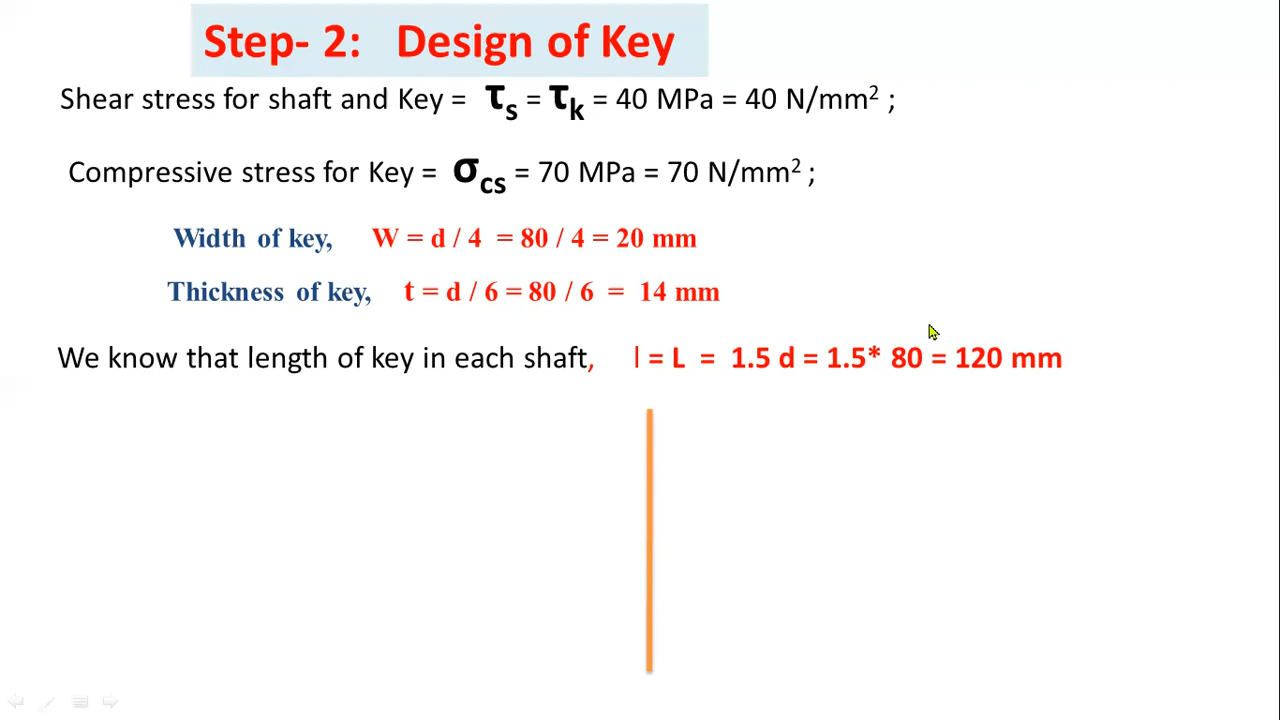 Step- 2: Design of Key
Shear stress for shaft and Key = τs = τk = 40 MPa = 40 N/mm² ;
Compressive stress for Key = σcs = 70 MPa = 70 N/mm² ;
Width of key, W = d / 4 = 80 / 4 = 20 mm
Thickness of key, t = d / 6 = 80 / 6 = 14 mm
We know that length of key in each shaft, l = L = 1.5 d = 1.5* 80 = 120 mm